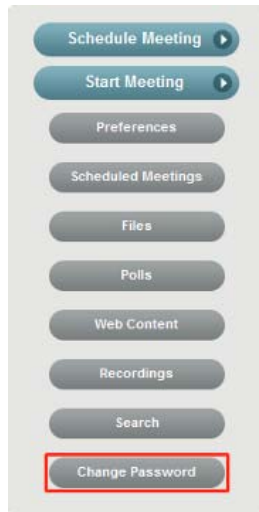 Schedule Meeting
Start Meeting
Preferences
Scheduled Meetings
Files
Polls
Web Content
Recordings
Search
Change Password